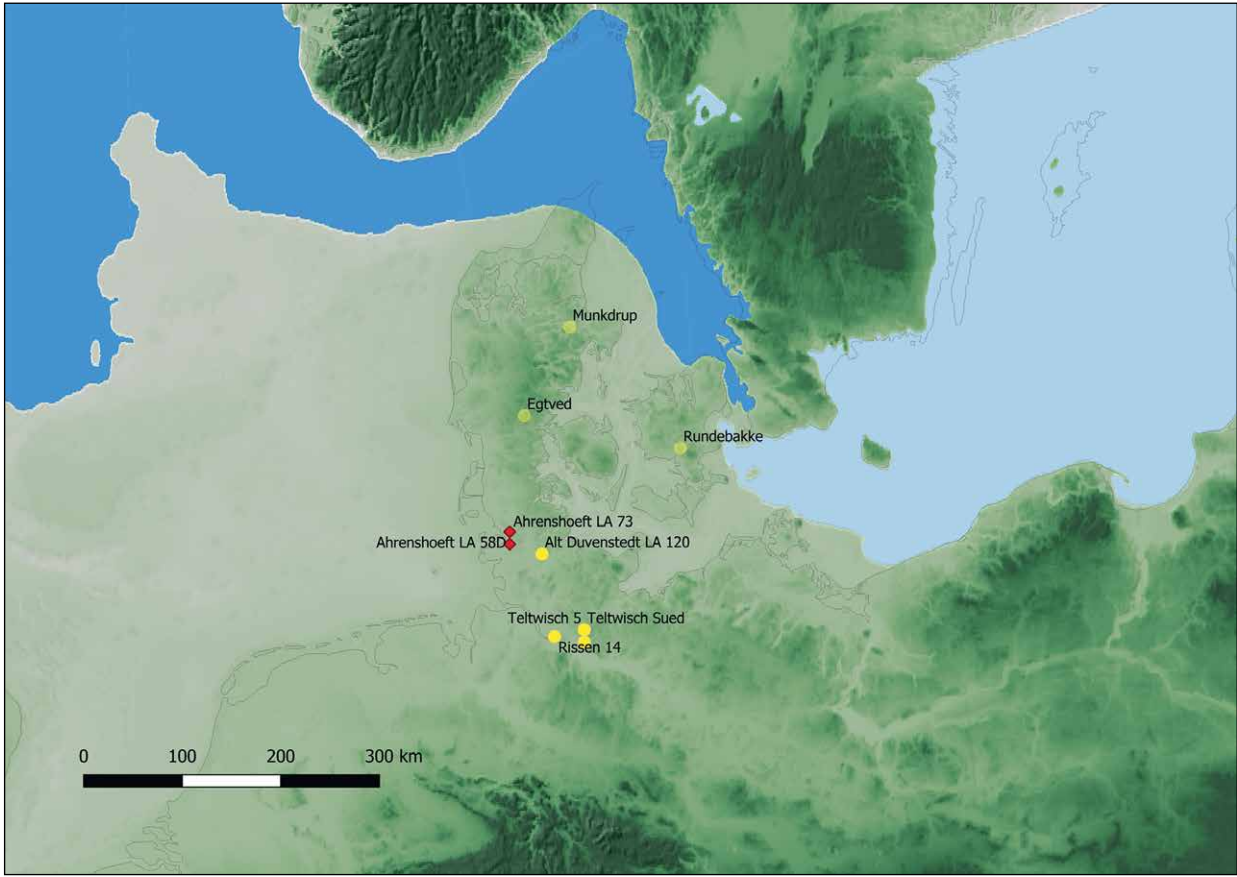 Munkdrup
Egtved
Rundebakke
Ahrenshoeft LA 73
Ahrenshoeft LA 58D
Alt Duvenstedt LA 120
Teltwisch 5
Teltwisch Sued
Rissen 14
0 100 200 300 km